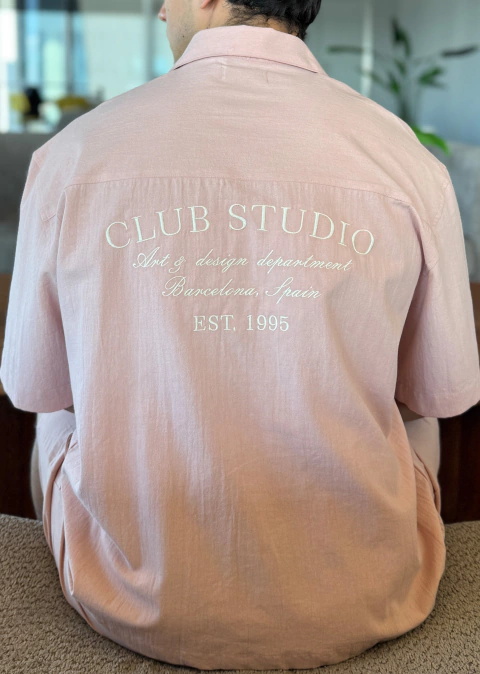 CLUB STUDIO
Art & design department
Barcelona, Spain
EST. 1995